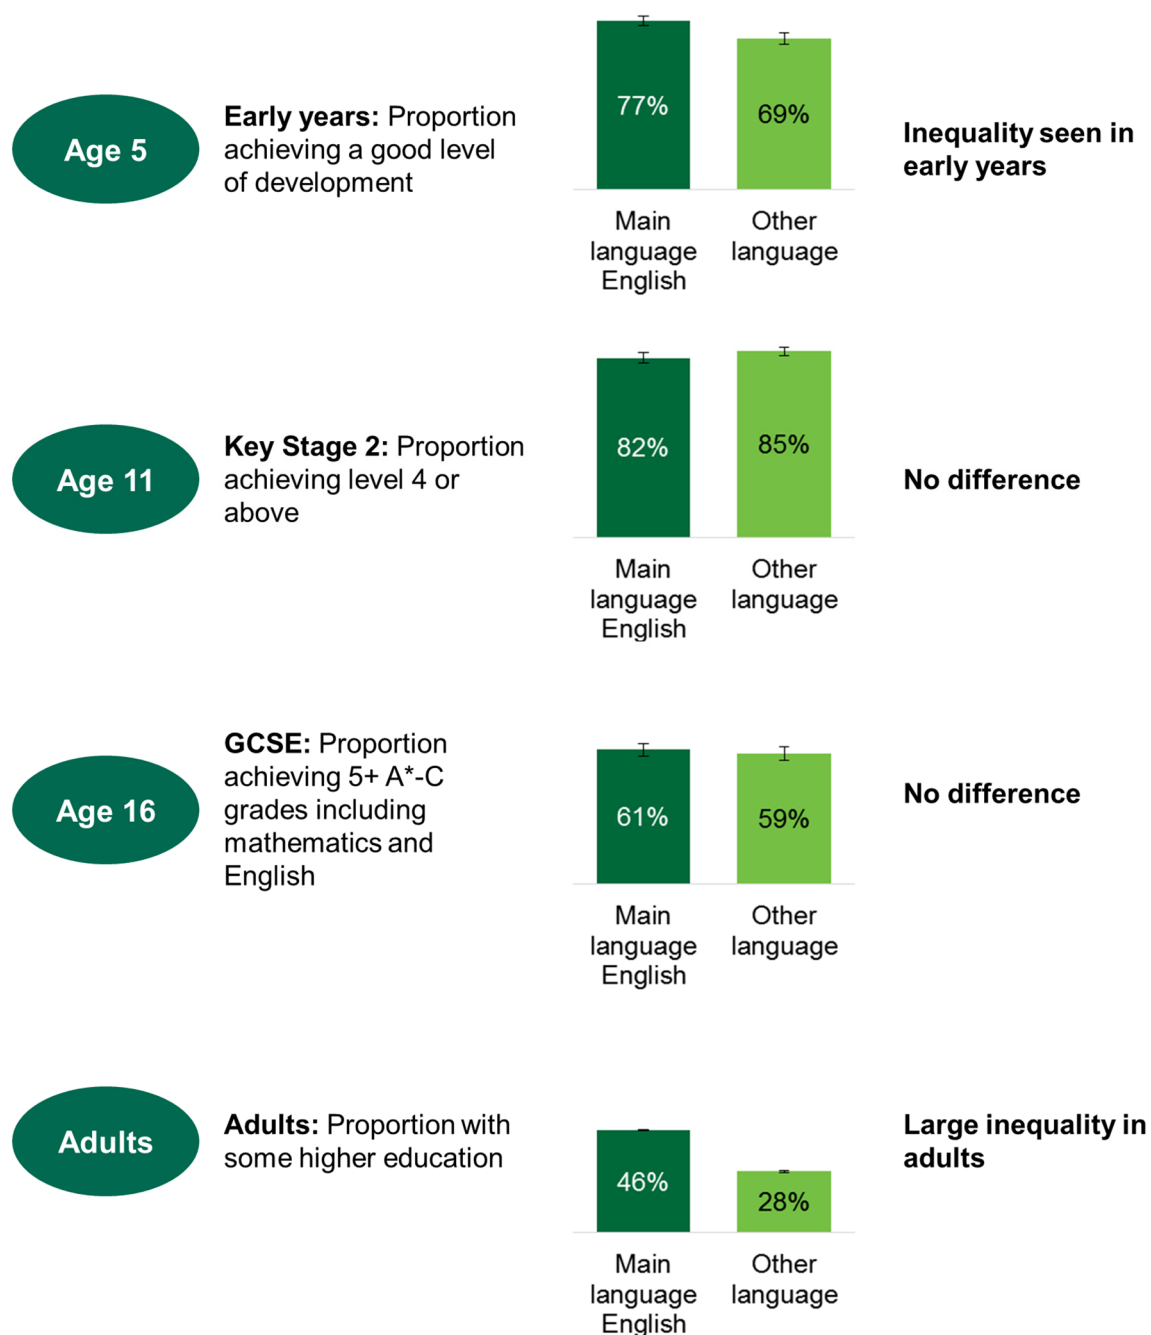 Age 5
Early years: Proportion
achieving a good level
of development
77%
69%
Main
language
English
Other
language
Inequality seen in
early years
Age 11
Key Stage 2: Proportion
achieving level 4 or
above
82%
85%
Main
language
English
Other
language
No difference
Age 16
GCSE: Proportion
achieving 5+ A*-C
grades including
mathematics and
English
61%
59%
Main
language
English
Other
language
No difference
Adults
Adults: Proportion with
some higher education
46%
28%
Main
language
English
Other
language
Large inequality in
adults